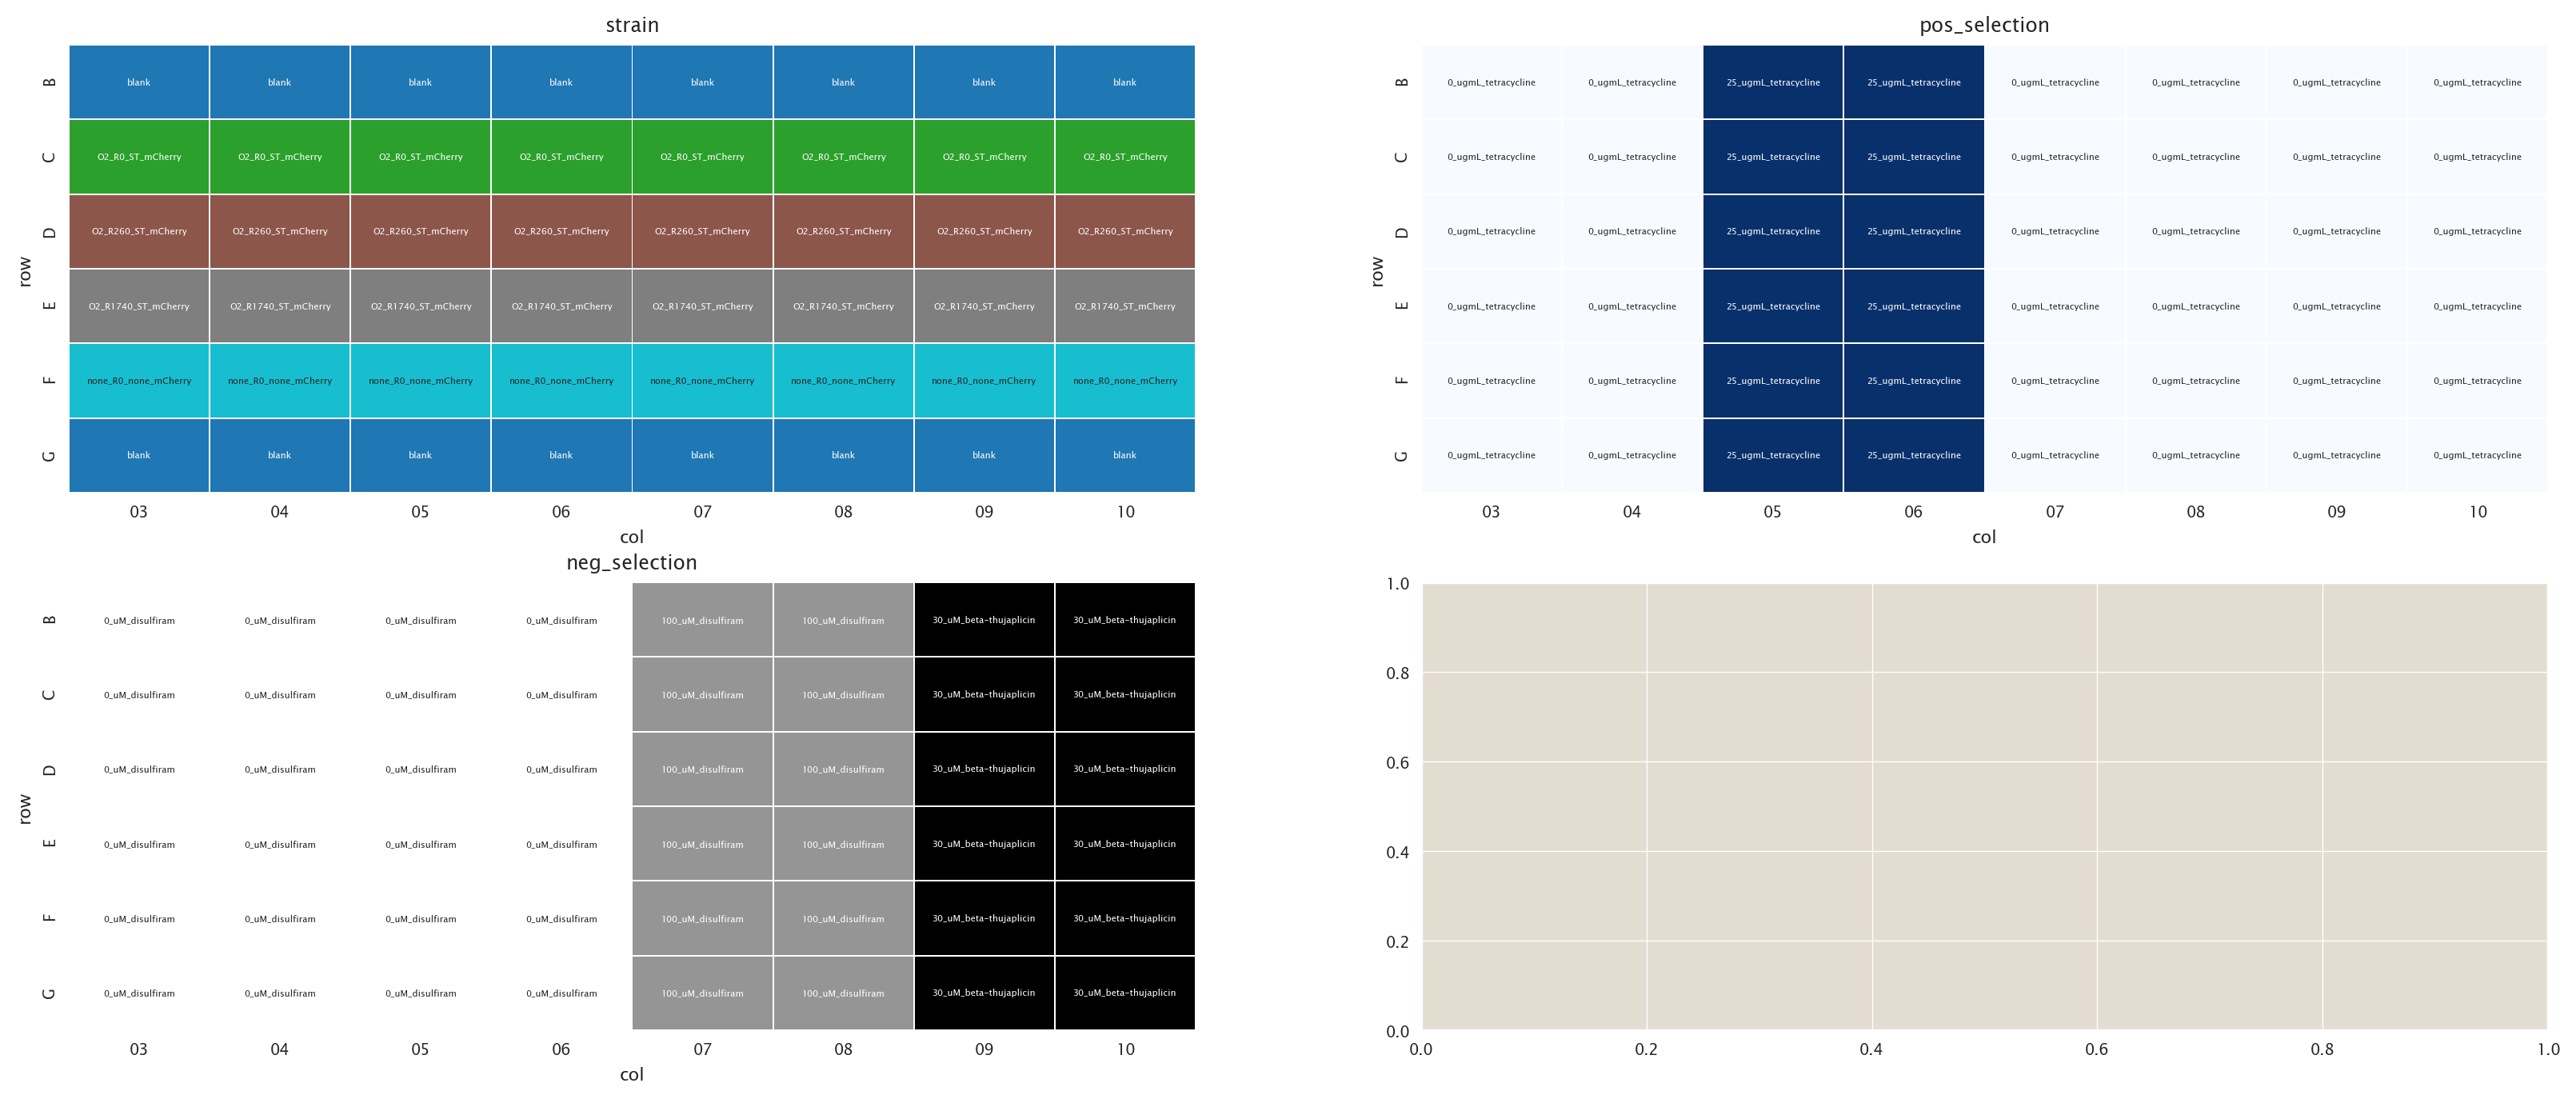 strain
B blank blank blank blank blank blank blank blank
C O2_R0_ST_mCherry O2_R0_ST_mCherry O2_R0_ST_mCherry O2_R0_ST_mCherry O2_R0_ST_mCherry O2_R0_ST_mCherry O2_R0_ST_mCherry O2_R0_ST_mCherry
D O2_R260_ST_mCherry O2_R260_ST_mCherry O2_R260_ST_mCherry O2_R260_ST_mCherry O2_R260_ST_mCherry O2_R260_ST_mCherry O2_R260_ST_mCherry O2_R260_ST_mCherry
row
E O2_R1740_ST_mCherry O2_R1740_ST_mCherry O2_R1740_ST_mCherry O2_R1740_ST_mCherry O2_R1740_ST_mCherry O2_R1740_ST_mCherry O2_R1740_ST_mCherry O2_R1740_ST_mCherry
F none_R0_none_mCherry none_R0_none_mCherry none_R0_none_mCherry none_R0_none_mCherry none_R0_none_mCherry none_R0_none_mCherry none_R0_none_mCherry none_R0_none_mCherry
G blank blank blank blank blank blank blank blank
03 04 05 06 07 08 09 10
col
pos_selection
B 0_ugmL_tetracycline 0_ugmL_tetracycline 25_ugmL_tetracycline 25_ugmL_tetracycline 0_ugmL_tetracycline 0_ugmL_tetracycline 0_ugmL_tetracycline 0_ugmL_tetracycline
C 0_ugmL_tetracycline 0_ugmL_tetracycline 25_ugmL_tetracycline 25_ugmL_tetracycline 0_ugmL_tetracycline 0_ugmL_tetracycline 0_ugmL_tetracycline 0_ugmL_tetracycline
D 0_ugmL_tetracycline 0_ugmL_tetracycline 25_ugmL_tetracycline 25_ugmL_tetracycline 0_ugmL_tetracycline 0_ugmL_tetracycline 0_ugmL_tetracycline 0_ugmL_tetracycline
row
E 0_ugmL_tetracycline 0_ugmL_tetracycline 25_ugmL_tetracycline 25_ugmL_tetracycline 0_ugmL_tetracycline 0_ugmL_tetracycline 0_ugmL_tetracycline 0_ugmL_tetracycline
F 0_ugmL_tetracycline 0_ugmL_tetracycline 25_ugmL_tetracycline 25_ugmL_tetracycline 0_ugmL_tetracycline 0_ugmL_tetracycline 0_ugmL_tetracycline 0_ugmL_tetracycline
G 0_ugmL_tetracycline 0_ugmL_tetracycline 25_ugmL_tetracycline 25_ugmL_tetracycline 0_ugmL_tetracycline 0_ugmL_tetracycline 0_ugmL_tetracycline 0_ugmL_tetracycline
03 04 05 06 07 08 09 10
col
neg_selection
B 0_uM_disulfiram 0_uM_disulfiram 0_uM_disulfiram 0_uM_disulfiram 100_uM_disulfiram 100_uM_disulfiram 30_uM_beta-thujaplicin 30_uM_beta-thujaplicin
C 0_uM_disulfiram 0_uM_disulfiram 0_uM_disulfiram 0_uM_disulfiram 100_uM_disulfiram 100_uM_disulfiram 30_uM_beta-thujaplicin 30_uM_beta-thujaplicin
D 0_uM_disulfiram 0_uM_disulfiram 0_uM_disulfiram 0_uM_disulfiram 100_uM_disulfiram 100_uM_disulfiram 30_uM_beta-thujaplicin 30_uM_beta-thujaplicin
row
E 0_uM_disulfiram 0_uM_disulfiram 0_uM_disulfiram 0_uM_disulfiram 100_uM_disulfiram 100_uM_disulfiram 30_uM_beta-thujaplicin 30_uM_beta-thujaplicin
F 0_uM_disulfiram 0_uM_disulfiram 0_uM_disulfiram 0_uM_disulfiram 100_uM_disulfiram 100_uM_disulfiram 30_uM_beta-thujaplicin 30_uM_beta-thujaplicin
G 0_uM_disulfiram 0_uM_disulfiram 0_uM_disulfiram 0_uM_disulfiram 100_uM_disulfiram 100_uM_disulfiram 30_uM_beta-thujaplicin 30_uM_beta-thujaplicin
03 04 05 06 07 08 09 10
col
1.0
0.8
0.6
0.4
0.2
0.0
0.0 0.2 0.4 0.6 0.8 1.0